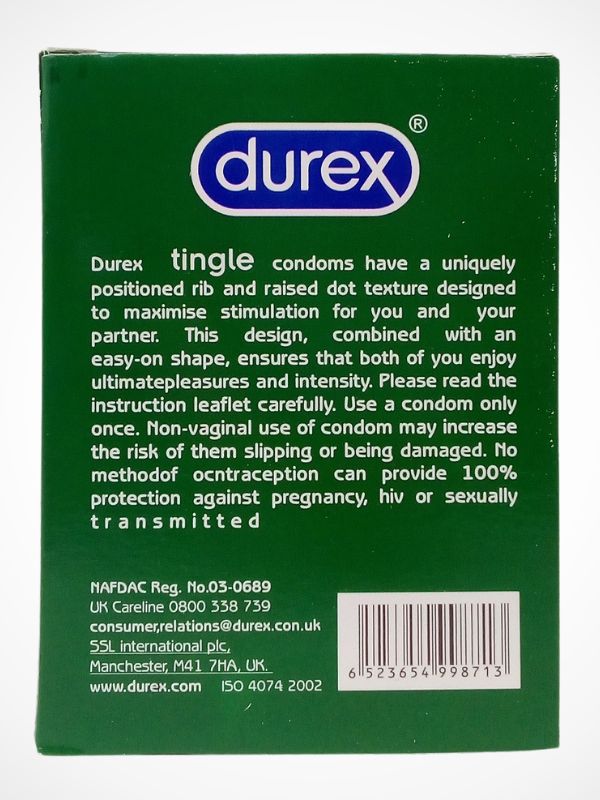 durex®
Durex tingle condoms have a uniquely
positioned rib and raised dot texture designed
to maximise stimulation for you and your
partner. This design, combined with an
easy-on shape, ensures that both of you enjoy
ultimatepleasures and intensity. Please read the
instruction leaflet carefully. Use a condom only
once. Non-vaginal use of condom may increase
the risk of them slipping or being damaged. No
methodof ocntraception can provide 100%
protection against pregnancy, hiv or sexually
transmitted
NAFDAC Reg. No.03-0689
UK Careline 0800 338 739
consumer,relations@durex.con.uk
SSL international plc,
Manchester, M41 7HA, UK.
www.durex.com ISO 4074 2002
6 523654 998713